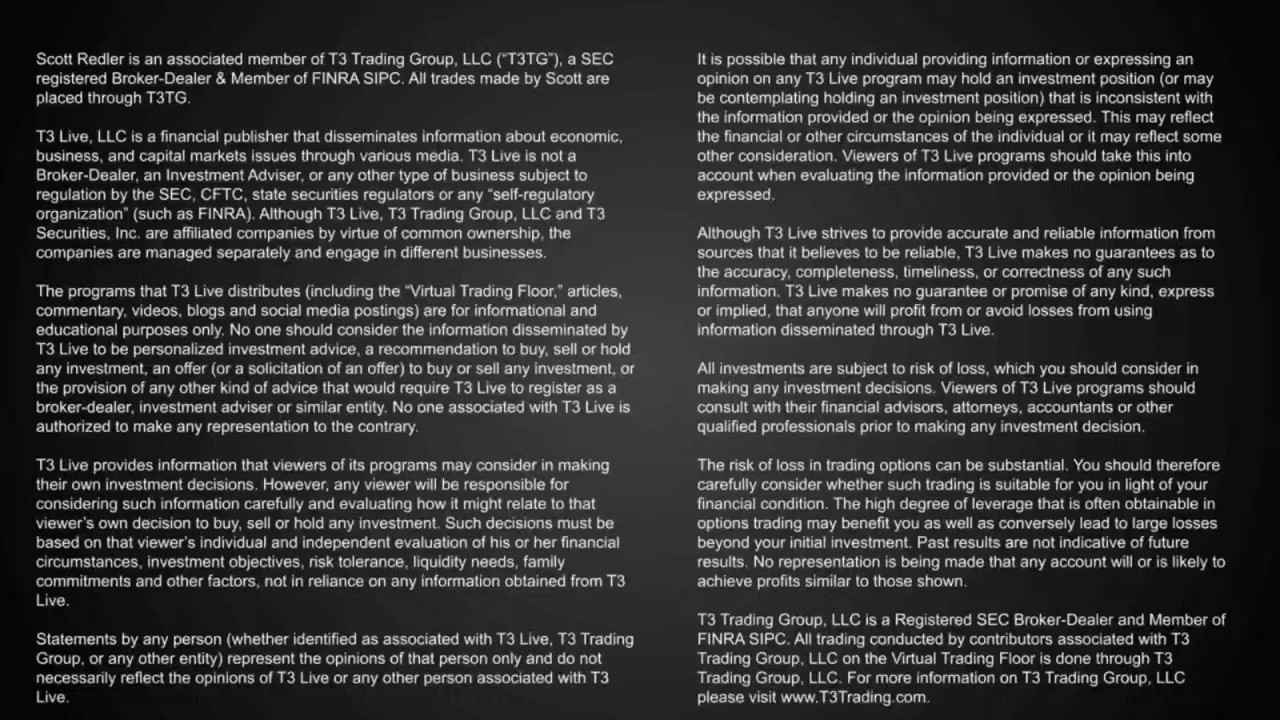 Scott Redler is an associated member of T3 Trading Group, LLC (“T3TG”), a SEC
registered Broker-Dealer & Member of FINRA SIPC. All trades made by Scott are
placed through T3TG.
T3 Live, LLC is a financial publisher that disseminates information about economic,
business, and capital markets issues through various media. T3 Live is not a
Broker-Dealer, an Investment Adviser, or any other type of business subject to
regulation by the SEC, CFTC, state securities regulators or any “self-regulatory
organization” (such as FINRA). Although T3 Live, T3 Trading Group, LLC and T3
Securities, Inc. are affiliated companies by virtue of common ownership, the
companies are managed separately and engage in different businesses.
The programs that T3 Live distributes (including the “Virtual Trading Floor,” articles,
commentary, videos, blogs and social media postings) are for informational and
educational purposes only. No one should consider the information disseminated by
T3 Live to be personalized investment advice, a recommendation to buy, sell or hold
any investment, an offer (or a solicitation of an offer) to buy or sell any investment, or
the provision of any other kind of advice that would require T3 Live to register as a
broker-dealer, investment adviser or similar entity. No one associated with T3 Live is
authorized to make any representation to the contrary.
T3 Live provides information that viewers of its programs may consider in making
their own investment decisions. However, any viewer will be responsible for
considering such information carefully and evaluating how it might relate to that
viewer’s own decision to buy, sell or hold any investment. Such decisions must be
based on that viewer’s individual and independent evaluation of his or her financial
circumstances, investment objectives, risk tolerance, liquidity needs, family
commitments and other factors, not in reliance on any information obtained from T3
Live.
Statements by any person (whether identified as associated with T3 Live, T3 Trading
Group, or any other entity) represent the opinions of that person only and do not
necessarily reflect the opinions of T3 Live or any other person associated with T3
Live.
It is possible that any individual providing information or expressing an
opinion on any T3 Live program may hold an investment position (or may
be contemplating holding an investment position) that is inconsistent with
the information provided or the opinion being expressed. This may reflect
the financial or other circumstances of the individual or it may reflect some
other consideration. Viewers of T3 Live programs should take this into
account when evaluating the information provided or the opinion being
expressed.
Although T3 Live strives to provide accurate and reliable information from
sources that it believes to be reliable, T3 Live makes no guarantees as to
the accuracy, completeness, timeliness, or correctness of any such
information. T3 Live makes no guarantee or promise of any kind, express
or implied, that anyone will profit from or avoid losses from using
information disseminated through T3 Live.
All investments are subject to risk of loss, which you should consider in
making any investment decisions. Viewers of T3 Live programs should
consult with their financial advisors, attorneys, accountants or other
qualified professionals prior to making any investment decision.
The risk of loss in trading options can be substantial. You should therefore
carefully consider whether such trading is suitable for you in light of your
financial condition. The high degree of leverage that is often obtainable in
options trading may benefit you as well as conversely lead to large losses
beyond your initial investment. Past results are not indicative of future
results. No representation is being made that any account will or is likely to
achieve profits similar to those shown.
T3 Trading Group, LLC is a Registered SEC Broker-Dealer and Member of
FINRA SIPC. All trading conducted by contributors associated with T3
Trading Group, LLC on the Virtual Trading Floor is done through T3
Trading Group, LLC. For more information on T3 Trading Group, LLC
please visit www.T3Trading.com.